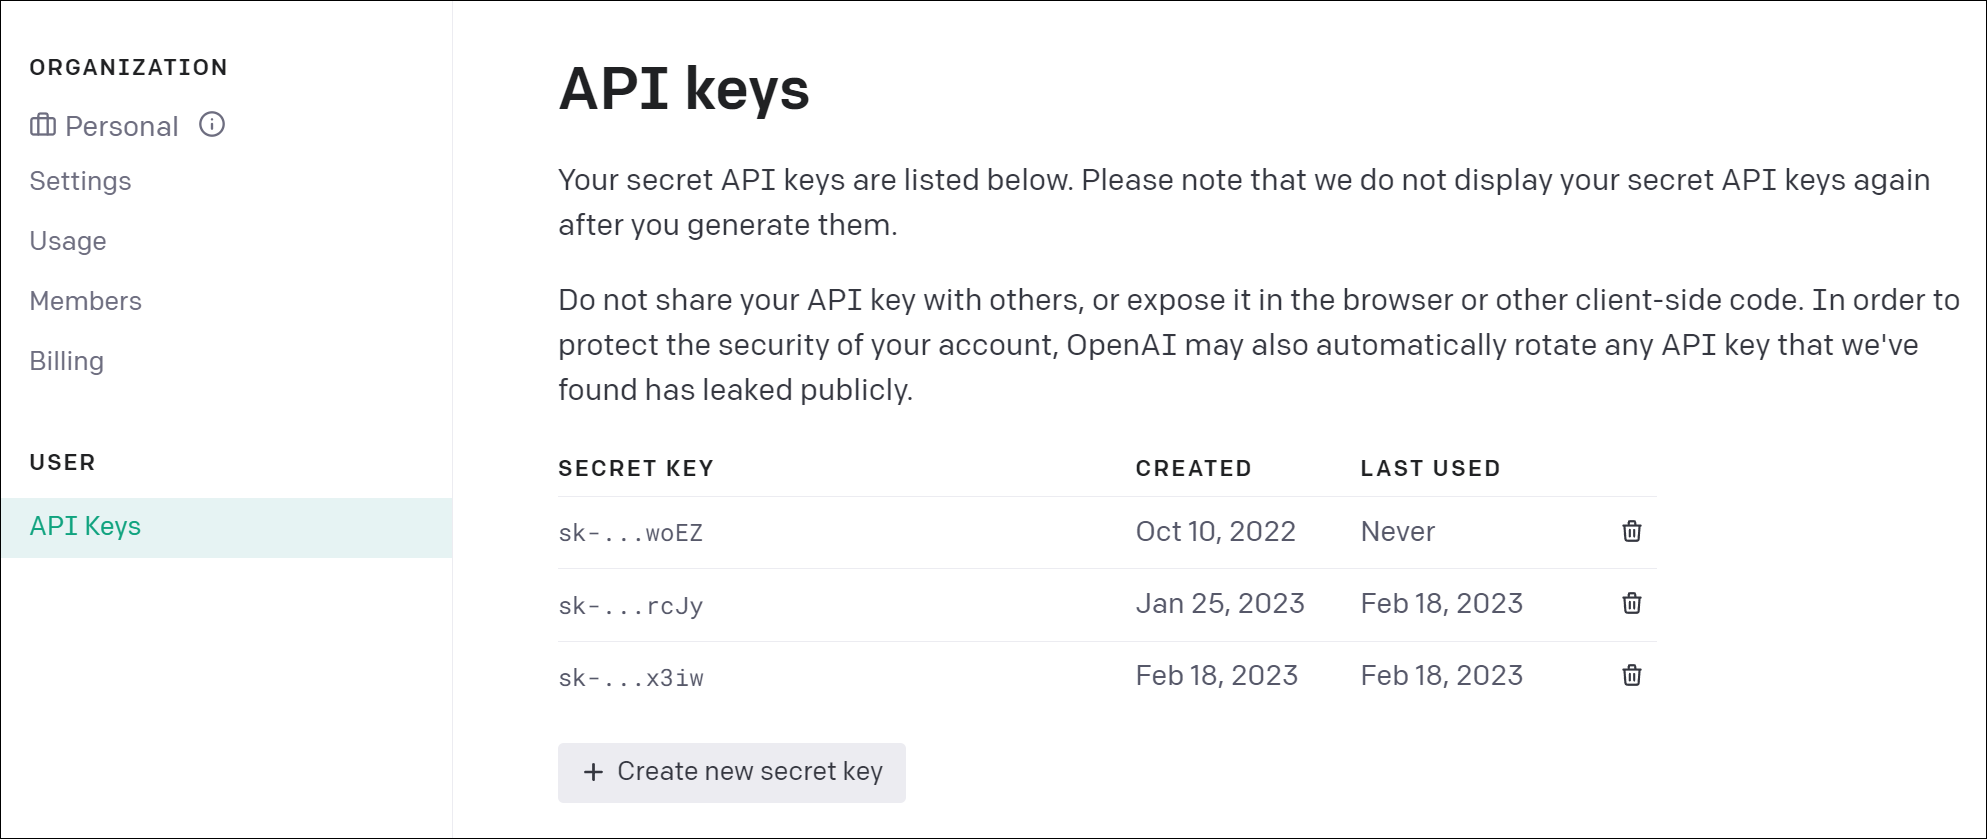 ORGANIZATION
Personal
Settings
Usage
Members
Billing
USER
API Keys
API keys
Your secret API keys are listed below. Please note that we do not display your secret API keys again
after you generate them.
Do not share your API key with others, or expose it in the browser or other client-side code. In order to
protect the security of your account, OpenAI may also automatically rotate any API key that we've
found has leaked publicly.
SECRET KEY CREATED LAST USED
sk-...woEZ Oct 10, 2022 Never
sk-...rcJy Jan 25, 2023 Feb 18, 2023
sk-...x3iw Feb 18, 2023 Feb 18, 2023
+ Create new secret key